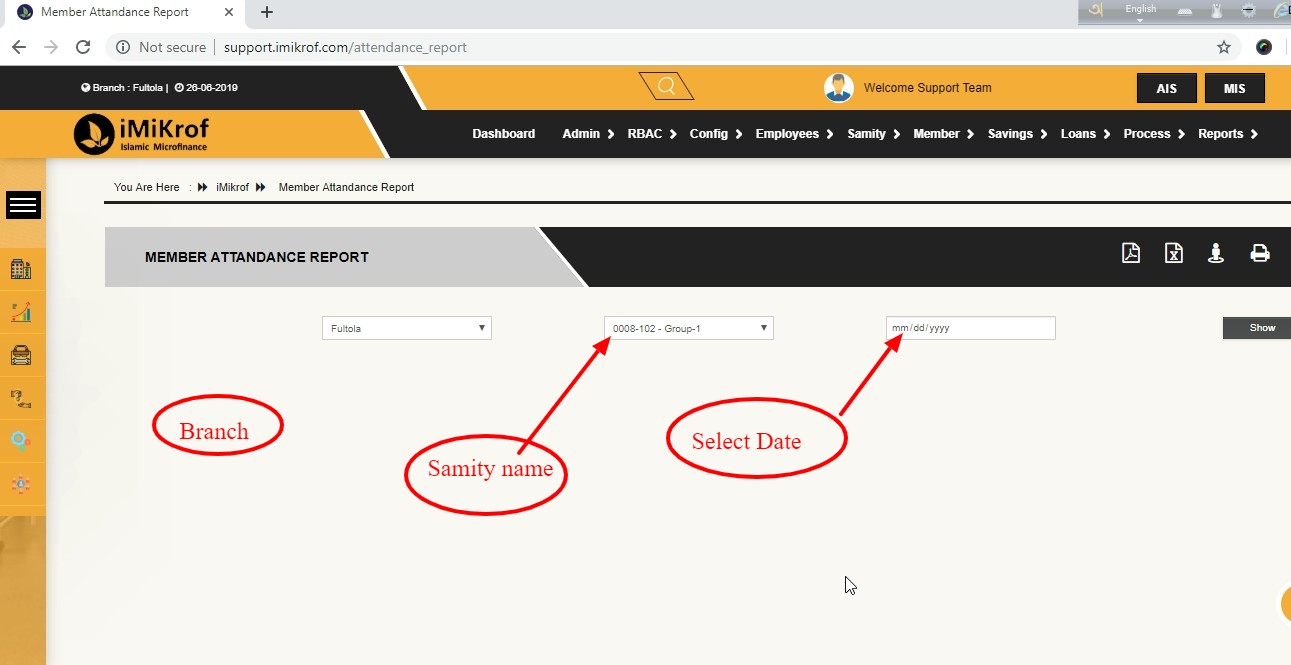 Member Attendance Report
English
Not secure
support.imikrof.com/attendance_report
Branch : Fultola | 26-06-2019
Welcome Support Team
AIS
MIS
iMiKrof
Islamic Microfinance
Dashboard Admin RBAC Config Employees Samity Member Savings Loans Process Reports
You Are Here : iMikrof Member Attandance Report
MEMBER ATTANDANCE REPORT
Fultola
0008-102 - Group-1
mm/dd/yyyy
Show
Branch
Samity name
Select Date